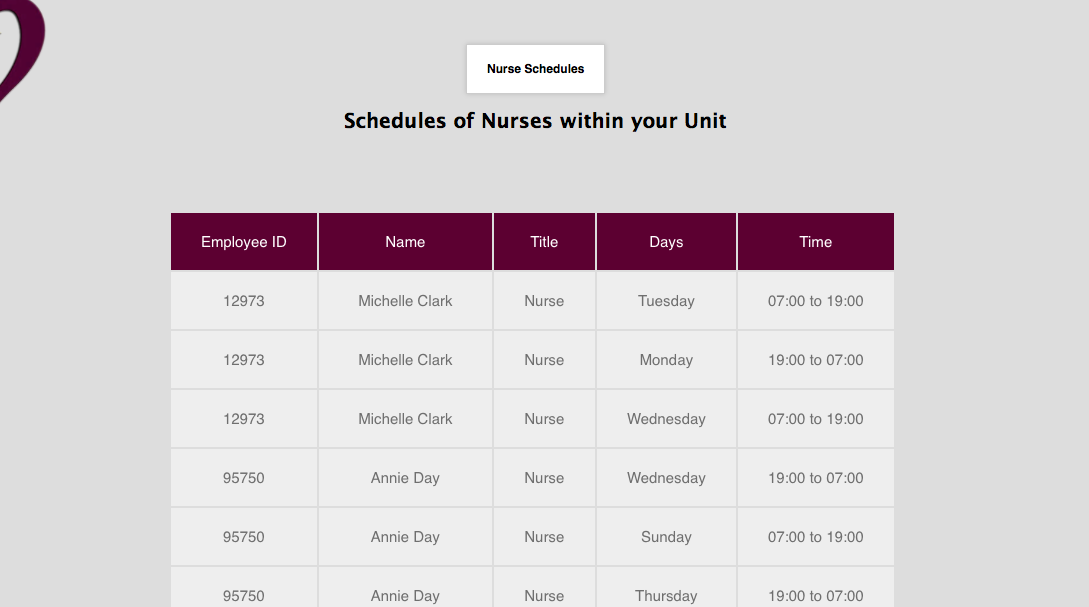 Nurse Schedules
Schedules of Nurses within your Unit
Employee ID Name Title Days Time
12973 Michelle Clark Nurse Tuesday 07:00 to 19:00
12973 Michelle Clark Nurse Monday 19:00 to 07:00
12973 Michelle Clark Nurse Wednesday 07:00 to 19:00
95750 Annie Day Nurse Wednesday 19:00 to 07:00
95750 Annie Day Nurse Sunday 07:00 to 19:00
95750 Annie Day Nurse Thursday 19:00 to 07:00